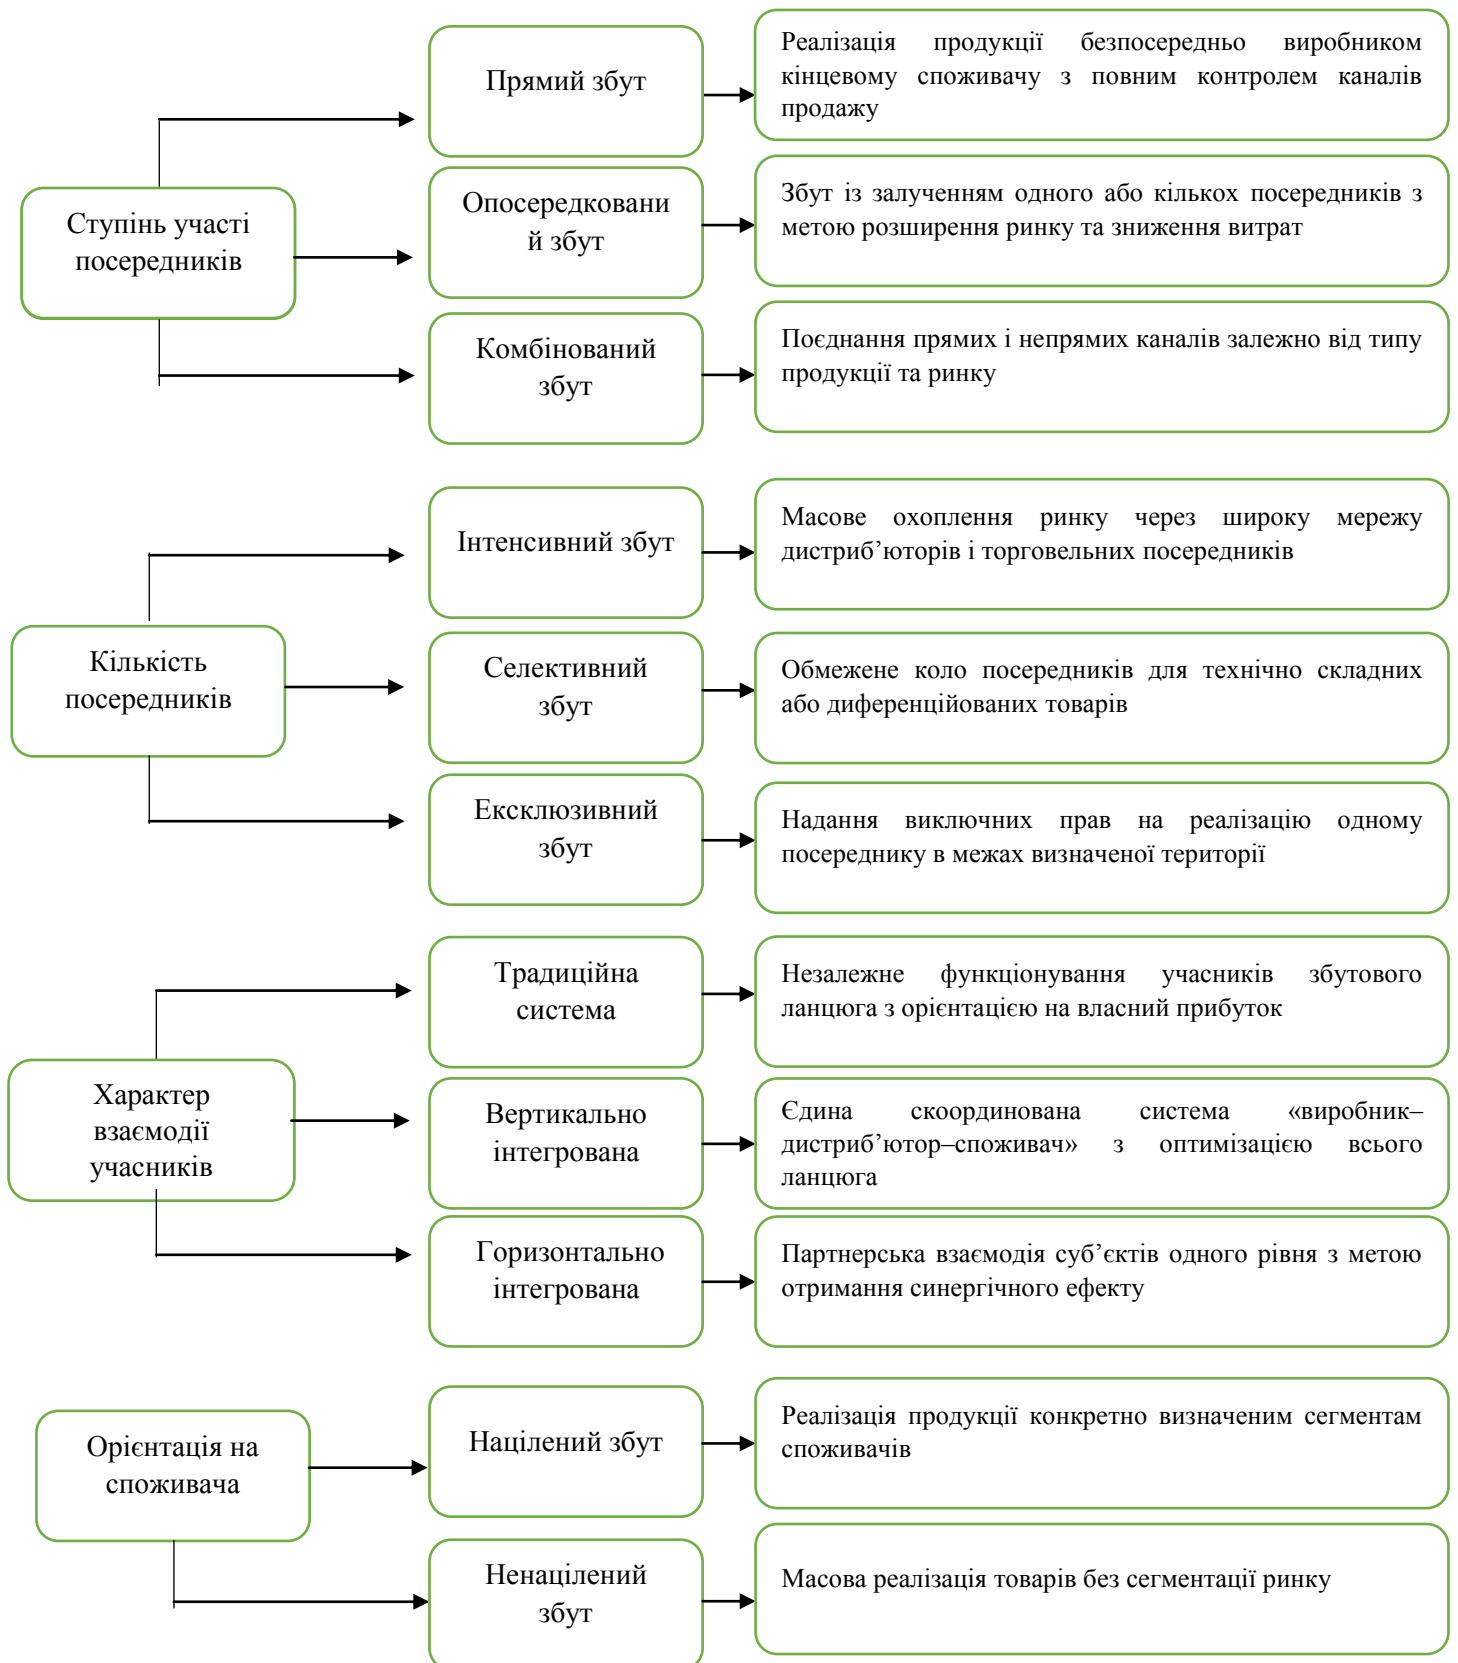 Прямий збут
Реалізація продукції безпосередньо виробником
кінцевому споживачу з повним контролем каналів
продажу
Ступінь участі
посередників
Опосередковани
й збут
Збут із залученням одного або кількох посередників з
метою розширення ринку та зниження витрат
Комбінований
збут
Поєднання прямих і непрямих каналів залежно від типу
продукції та ринку
Інтенсивний збут
Масове охоплення ринку через широку мережу
дистриб’юторів і торговельних посередників
Кількість
посередників
Селективний
збут
Обмежене коло посередників для технічно складних
або диференційованих товарів
Ексклюзивний
збут
Надання виключних прав на реалізацію одному
посереднику в межах визначеної території
Традиційна
система
Незалежне функціонування учасників збутового
ланцюга з орієнтацією на власний прибуток
Характер
взаємодії
учасників
Вертикально
інтегрована
Єдина скоординована система «виробник–
дистриб’ютор–споживач» з оптимізацією всього
ланцюга
Горизонтально
інтегрована
Партнерська взаємодія суб’єктів одного рівня з метою
отримання синергічного ефекту
Орієнтація на
споживача
Націлений збут
Реалізація продукції конкретно визначеним сегментам
споживачів
Ненацілений
збут
Масова реалізація товарів без сегментації ринку